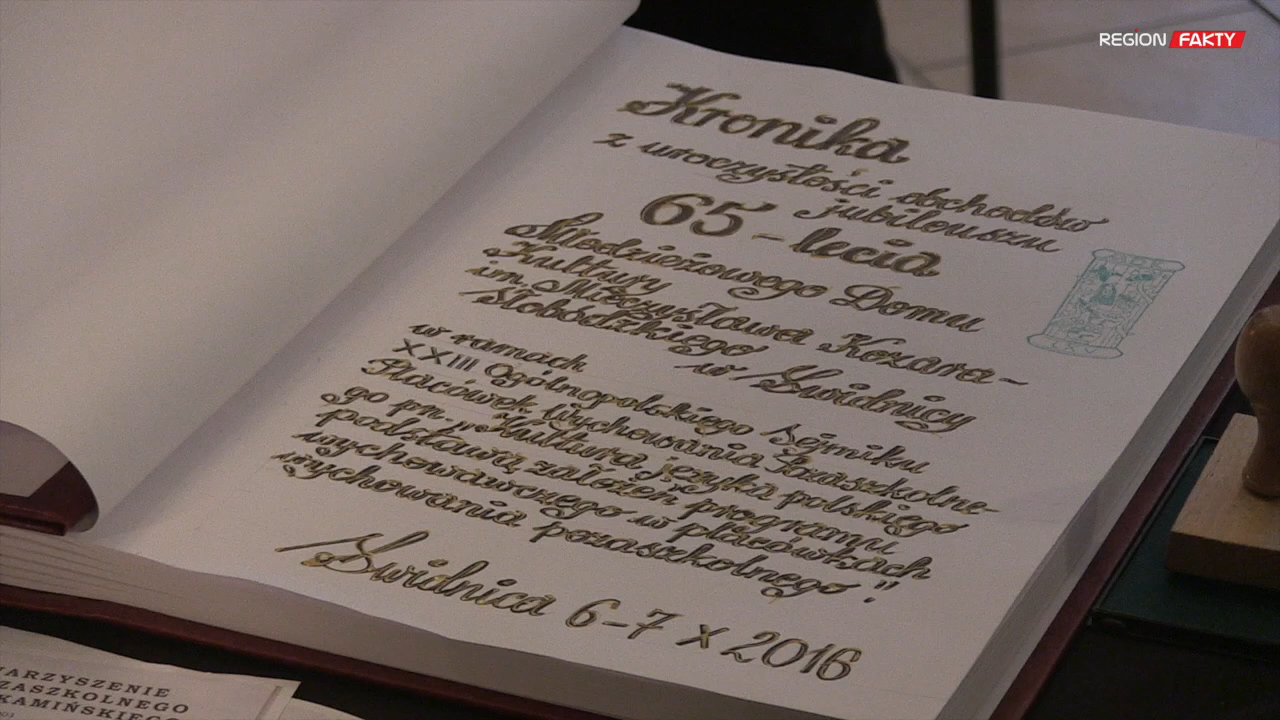 REGION FAKTY
Kronika
z uroczystości obchodów
jubileuszu
65-lecia
Młodzieżowego Domu
Kultury
im. Mieczysława Kozara-
Słobódzkiego
w Świdnicy
w ramach
XXIII Ogólnopolskiego Sejmiku
Placówek Wychowania Pozaszkolne-
go pn. „Kultura języka polskiego
podstawą założeń programu
wychowawczego w placówkach
wychowania pozaszkolnego".
Świdnica 6-7 X 2016
ARZYSZENIE
ZASZKOLNEGO
KAMIŃSKIEGO